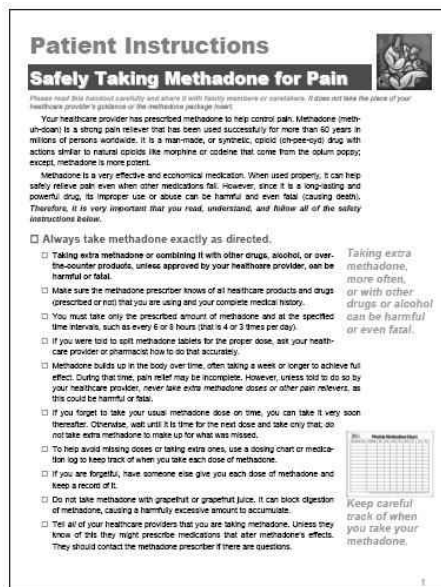 Patient Instructions
Safely Taking Methadone for Pain
Please read this handout carefully and share it with family members or caretakers. It does not take the place of your
healthcare provider's guidance or the methadone package insert.
Your healthcare provider has prescribed methadone to help control pain. Methadone (meth-
uh-doan) is a strong pain reliever that has been used successfully for more than 60 years in
millions of persons worldwide. It is a man-made, or synthetic, opioid (oh-pee-oyd) drug with
actions similar to natural opioids like morphine or codeine that come from the opium poppy;
except, methadone is more potent.
Methadone is a very effective and economical medication. When used properly, it can help
safely relieve pain even when other medications fail. However, since it is a long-lasting and
powerful drug, its improper use or abuse can be harmful and even fatal (causing death).
Therefore, it is very important that you read, understand, and follow all of the safety
instructions below.
☐ Always take methadone exactly as directed.
☐ Taking extra methadone or combining it with other drugs, alcohol, or over-
the-counter products, unless approved by your healthcare provider, can be
harmful or fatal.
☐ Make sure the methadone prescriber knows of all healthcare products and drugs
(prescribed or not) that you are using and your complete medical history.
☐ You must take only the prescribed amount of methadone and at the specified
time intervals, such as every 6 or 8 hours (that is 4 or 3 times per day).
☐ If you were told to split methadone tablets for the proper dose, ask your health-
care provider or pharmacist how to do that accurately.
☐ Methadone builds up in the body over time, often taking a week or longer to achieve full
effect. During that time, pain relief may be incomplete. However, unless told to do so by
your healthcare provider, never take extra methadone doses or other pain relievers, as
this could be harmful or fatal.
☐ If you forget to take your usual methadone dose on time, you can take it very soon
thereafter. Otherwise, wait until it is time for the next dose and take only that; do
not take extra methadone to make up for what was missed.
☐ To help avoid missing doses or taking extra ones, use a dosing chart or medica-
tion log to keep track of when you take each dose of methadone.
☐ If you are forgetful, have someone else give you each dose of methadone and
keep a record of it.
☐ Do not take methadone with grapefruit or grapefruit juice. It can block digestion
of methadone, causing a harmfully excessive amount to accumulate.
☐ Tell all of your healthcare providers that you are taking methadone. Unless they
know of this they might prescribe medications that alter methadone's effects.
They should contact the methadone prescriber if there are questions.
Taking extra
methadone,
more often,
or with other
drugs or alcohol
can be harmful
or even fatal.
Keep careful
track of when
you take your
methadone.
1